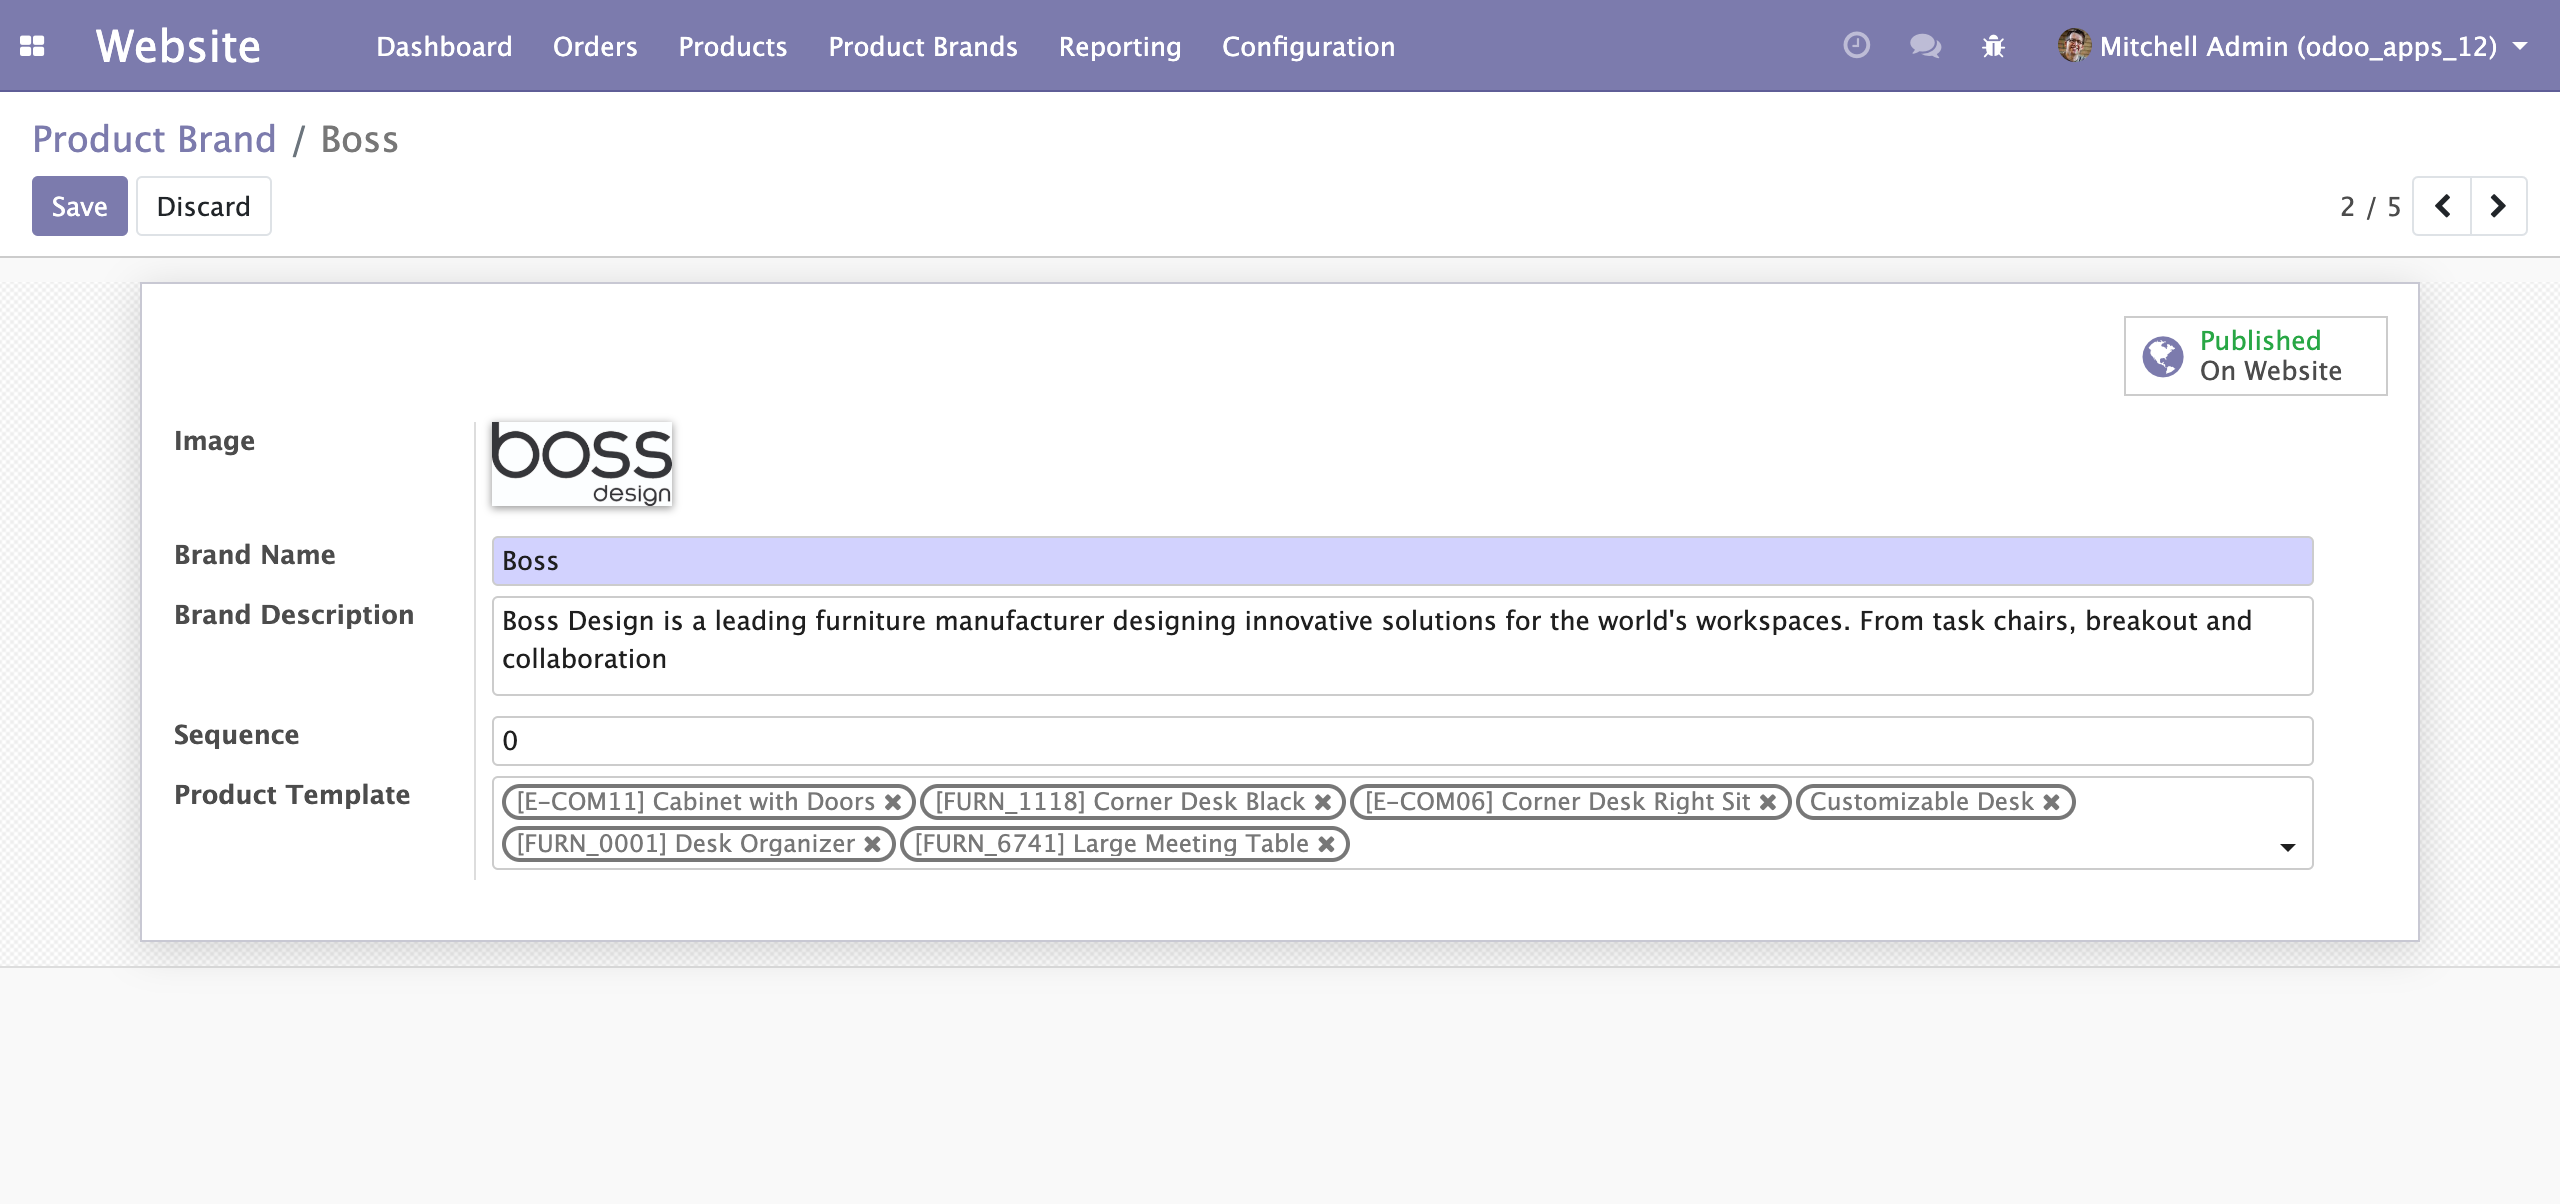 Website Dashboard Orders Products Product Brands Reporting Configuration Mitchell Admin (odoo_apps_12)
Product Brand / Boss
Save Discard 2 / 5
Published
On Website
Image
boss
design
Brand Name Boss
Brand Description Boss Design is a leading furniture manufacturer designing innovative solutions for the world's workspaces. From task chairs, breakout and
collaboration
Sequence 0
Product Template [E-COM11] Cabinet with Doors [FURN_1118] Corner Desk Black [E-COM06] Corner Desk Right Sit Customizable Desk
[FURN_0001] Desk Organizer [FURN_6741] Large Meeting Table